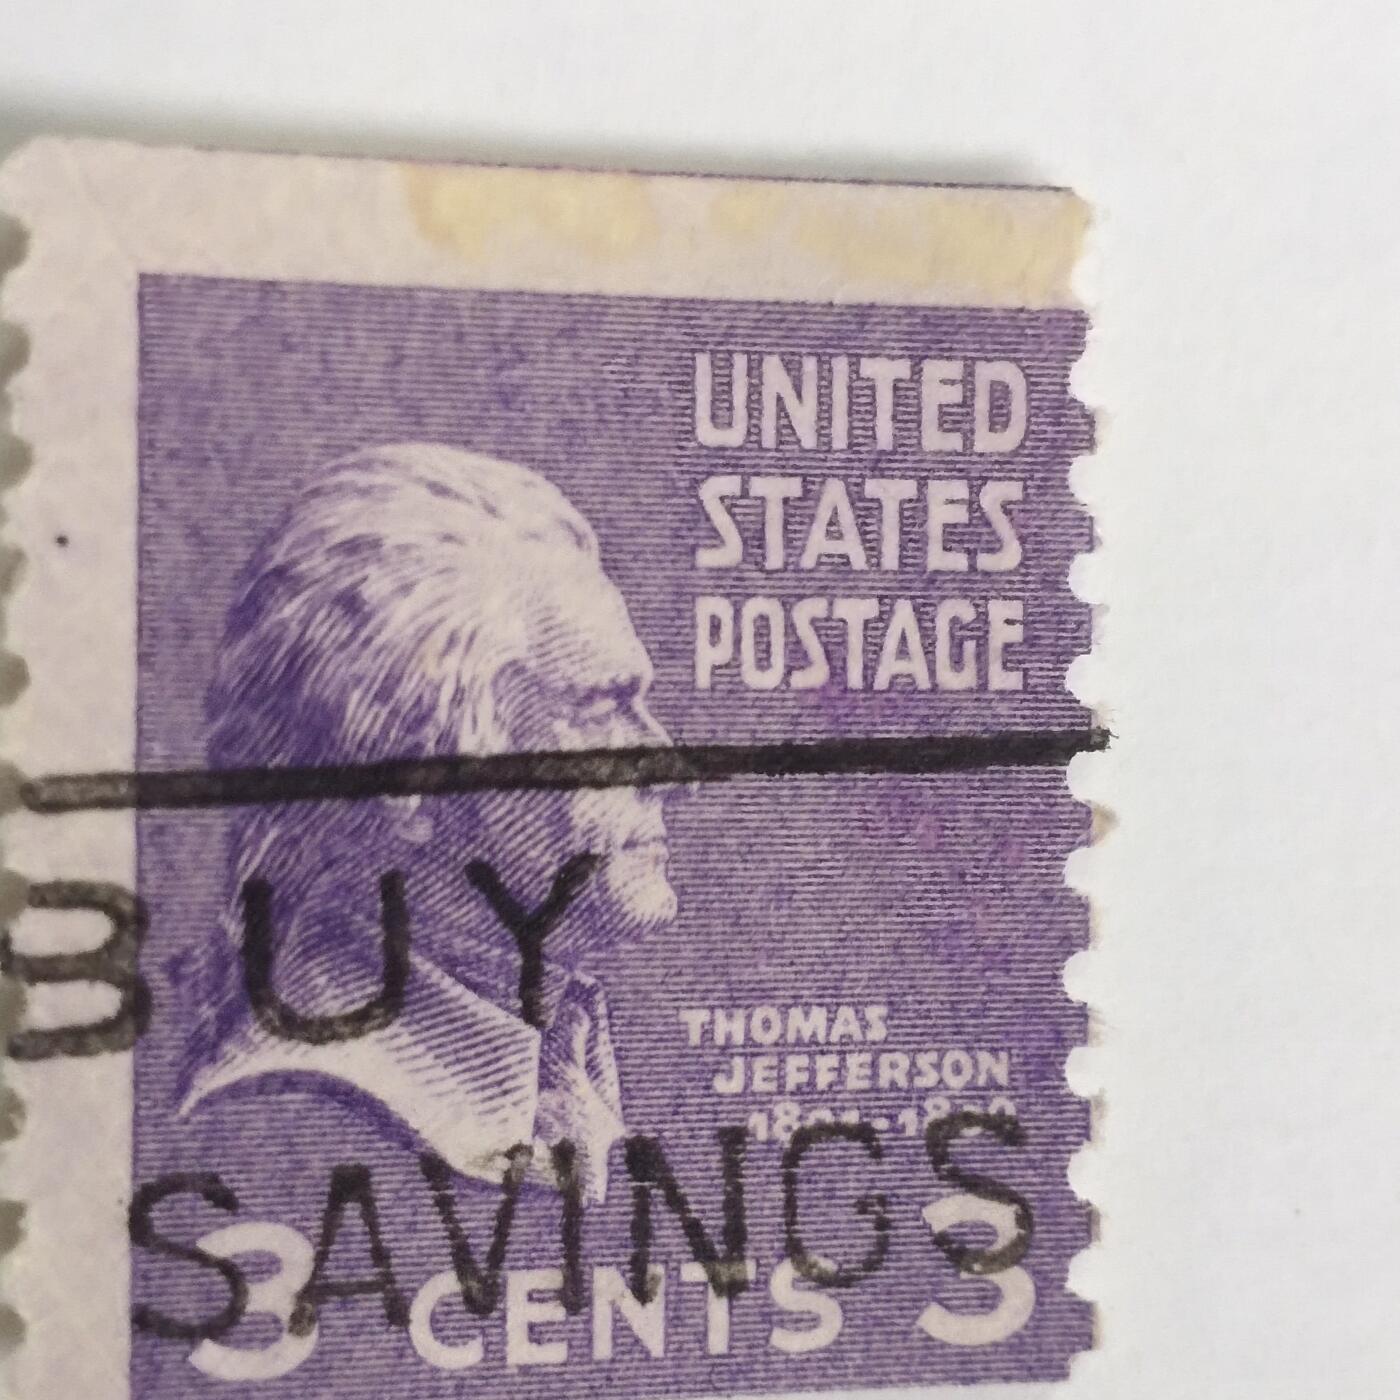 UNITED
STATES
POSTAGE
BUY
THOMAS
JEFFERSON
SAVINGS
3 CENTS 3